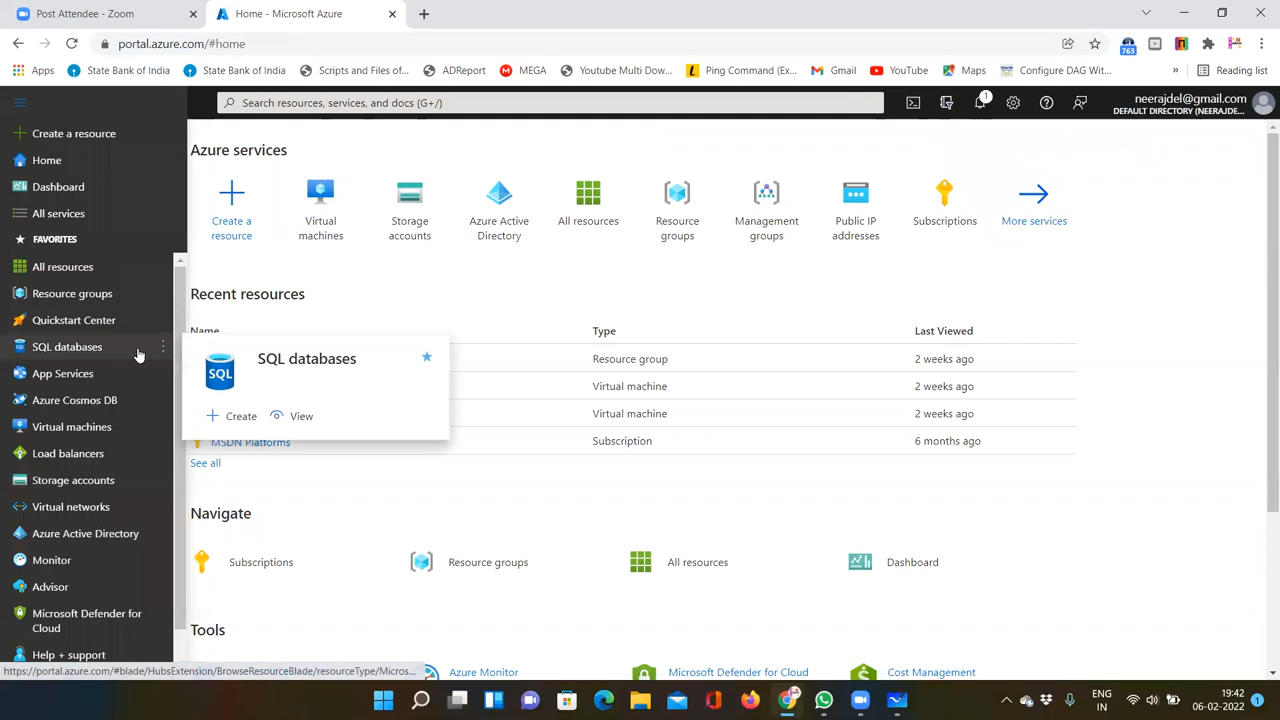 Post Attendee - Zoom
Home - Microsoft Azure
portal.azure.com/#home
763
Apps
State Bank of India
State Bank of India
Scripts and Files of...
ADReport
MEGA
Youtube Multi Dow...
Ping Command (Ex...
Gmail
YouTube
Maps
Configure DAG Wit...
»
Reading list
Search resources, services, and docs (G+/)
1
neerajdel@gmail.com
DEFAULT DIRECTORY (NEERAJDE...
Create a resource
Home
Dashboard
All services
FAVORITES
All resources
Resource groups
Quickstart Center
SQL databases
App Services
Azure Cosmos DB
Virtual machines
Load balancers
Storage accounts
Virtual networks
Azure Active Directory
Monitor
Advisor
Microsoft Defender for
Cloud
Help + support
Azure services
Create a
resource
Virtual
machines
Storage
accounts
Azure Active
Directory
All resources
Resource
groups
Management
groups
Public IP
addresses
Subscriptions
More services
Recent resources
Name
Type
Last Viewed
Resource group
2 weeks ago
Virtual machine
2 weeks ago
Virtual machine
2 weeks ago
MSDN Platforms
Subscription
6 months ago
See all
SQL
SQL databases
Create
View
Navigate
Subscriptions
Resource groups
All resources
Dashboard
Tools
Azure Monitor
Microsoft Defender for Cloud
Cost Management
https://portal.azure.com/#blade/HubsExtension/BrowseResourceBlade/resourceType/Micros...
ENG
IN
19:42
06-02-2022
1